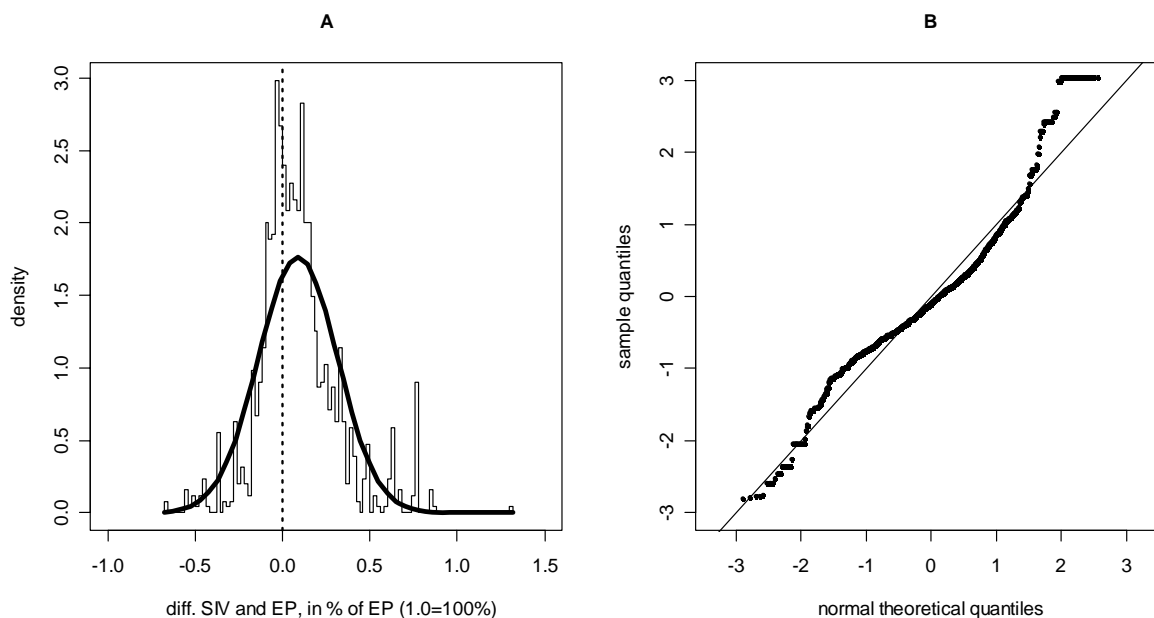 A
density
0.0 0.5 1.0 1.5 2.0 2.5 3.0
-1.0 -0.5 0.0 0.5 1.0 1.5
diff. SIV and EP, in % of EP (1.0=100%)
B
sample quantiles
-3 -2 -1 0 1 2 3
-3 -2 -1 0 1 2 3
normal theoretical quantiles